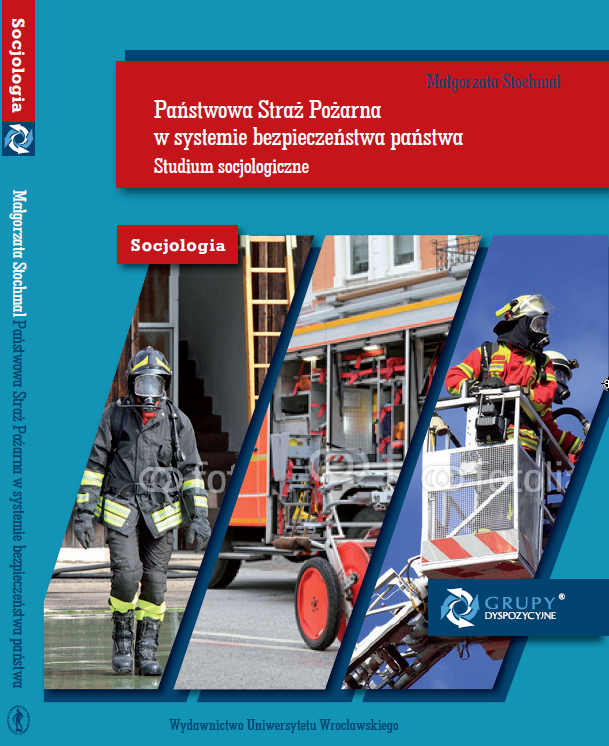 Socjologia
Małgorzata Stochmal Państwowa Straż Pożarna w systemie bezpieczeństwa państwa
Małgorzata Stochmal
Państwowa Straż Pożarna
w systemie bezpieczeństwa państwa
Studium socjologiczne
Socjologia
fotoli
GRUPY ®
DYSPOZYCYJNE
Wydawnictwo Uniwersytetu Wrocławskiego